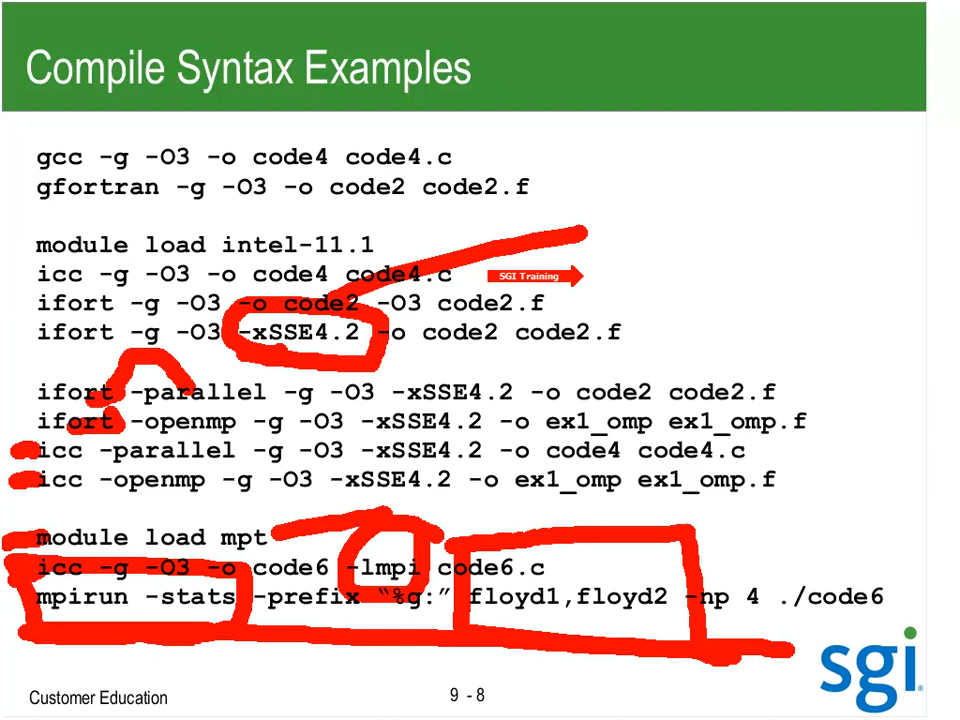 Compile Syntax Examples
gcc -g -O3 -o code4 code4.c
gfortran -g -O3 -o code2 code2.f
module load intel-11.1
icc -g -O3 -o code4 code4.c
SGI Training
ifort -g -O3 -o code2 -O3 code2.f
ifort -g -O3 -xSSE4.2 -o code2 code2.f
ifort -parallel -g -O3 -xSSE4.2 -o code2 code2.f
ifort -openmp -g -O3 -xSSE4.2 -o ex1_omp ex1_omp.f
icc -parallel -g -O3 -xSSE4.2 -o code4 code4.c
icc -openmp -g -O3 -xSSE4.2 -o ex1_omp ex1_omp.f
module load mpt
icc -g -O3 -o code6 -lmpi code6.c
mpirun -stats -prefix “%g:” floyd1,floyd2 -np 4 ./code6
sgi®
Customer Education
9 - 8